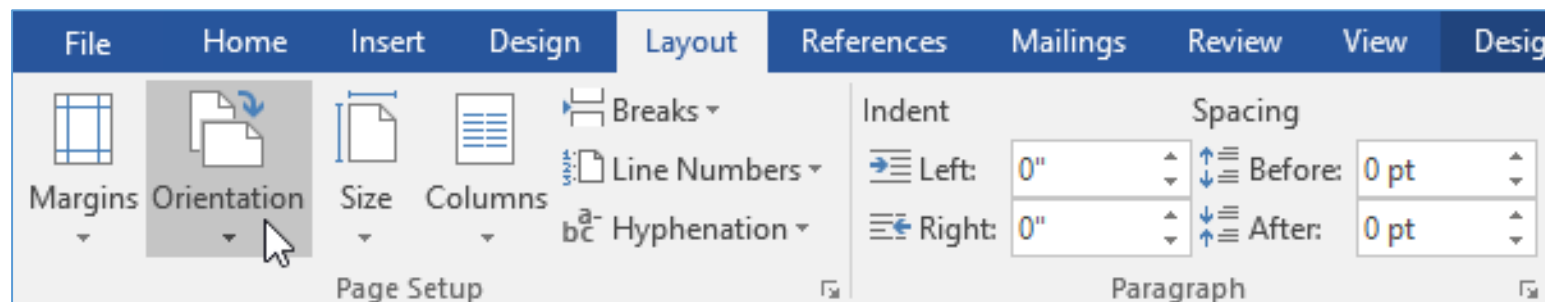 File Home Insert Design Layout References Mailings Review View Desig
Breaks
Indent
Spacing
Line Numbers
Left: 0"
Before: 0 pt
Margins Orientation Size Columns
Hyphenation
Right: 0"
After: 0 pt
Page Setup
Paragraph